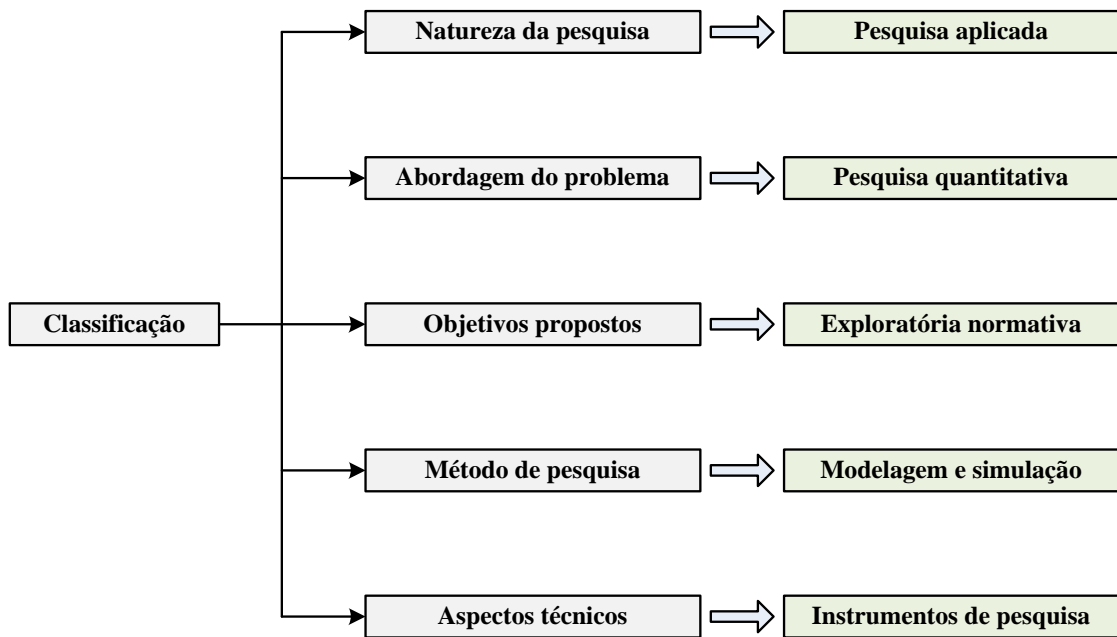 Natureza da pesquisa
Pesquisa aplicada
Abordagem do problema
Pesquisa quantitativa
Classificação
Objetivos propostos
Exploratória normativa
Método de pesquisa
Modelagem e simulação
Aspectos técnicos
Instrumentos de pesquisa